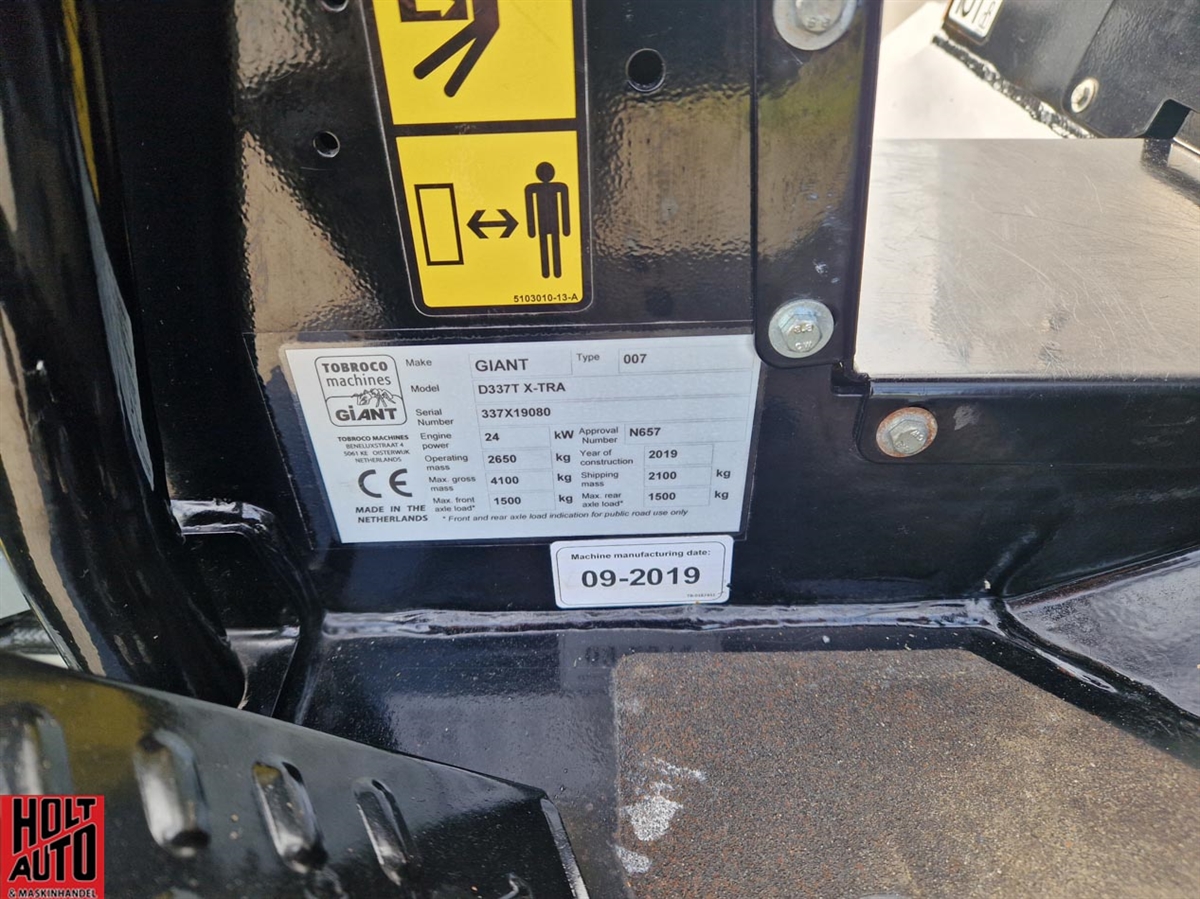 5103010-13-A
TOBROCO
machines
GiANT
TOBROCO MACHINES
BENELUXSTRAAT 4
5061 KE OISTERWIJK
NETHERLANDS
CE
MADE IN THE
NETHERLANDS
Make GIANT Type 007
Model D337T X-TRA
Serial Number 337X19080
Engine power 24 kW Approval Number N657
Operating mass 2650 kg Year of construction 2019
Max. gross mass 4100 kg Shipping mass 2100 kg
Max. front axle load* 1500 kg Max. rear axle load* 1500 kg
* Front and rear axle load indication for public road use only
Machine manufacturing date:
09-2019
8.8
HOLT
AUTO
& MASKINHANDEL